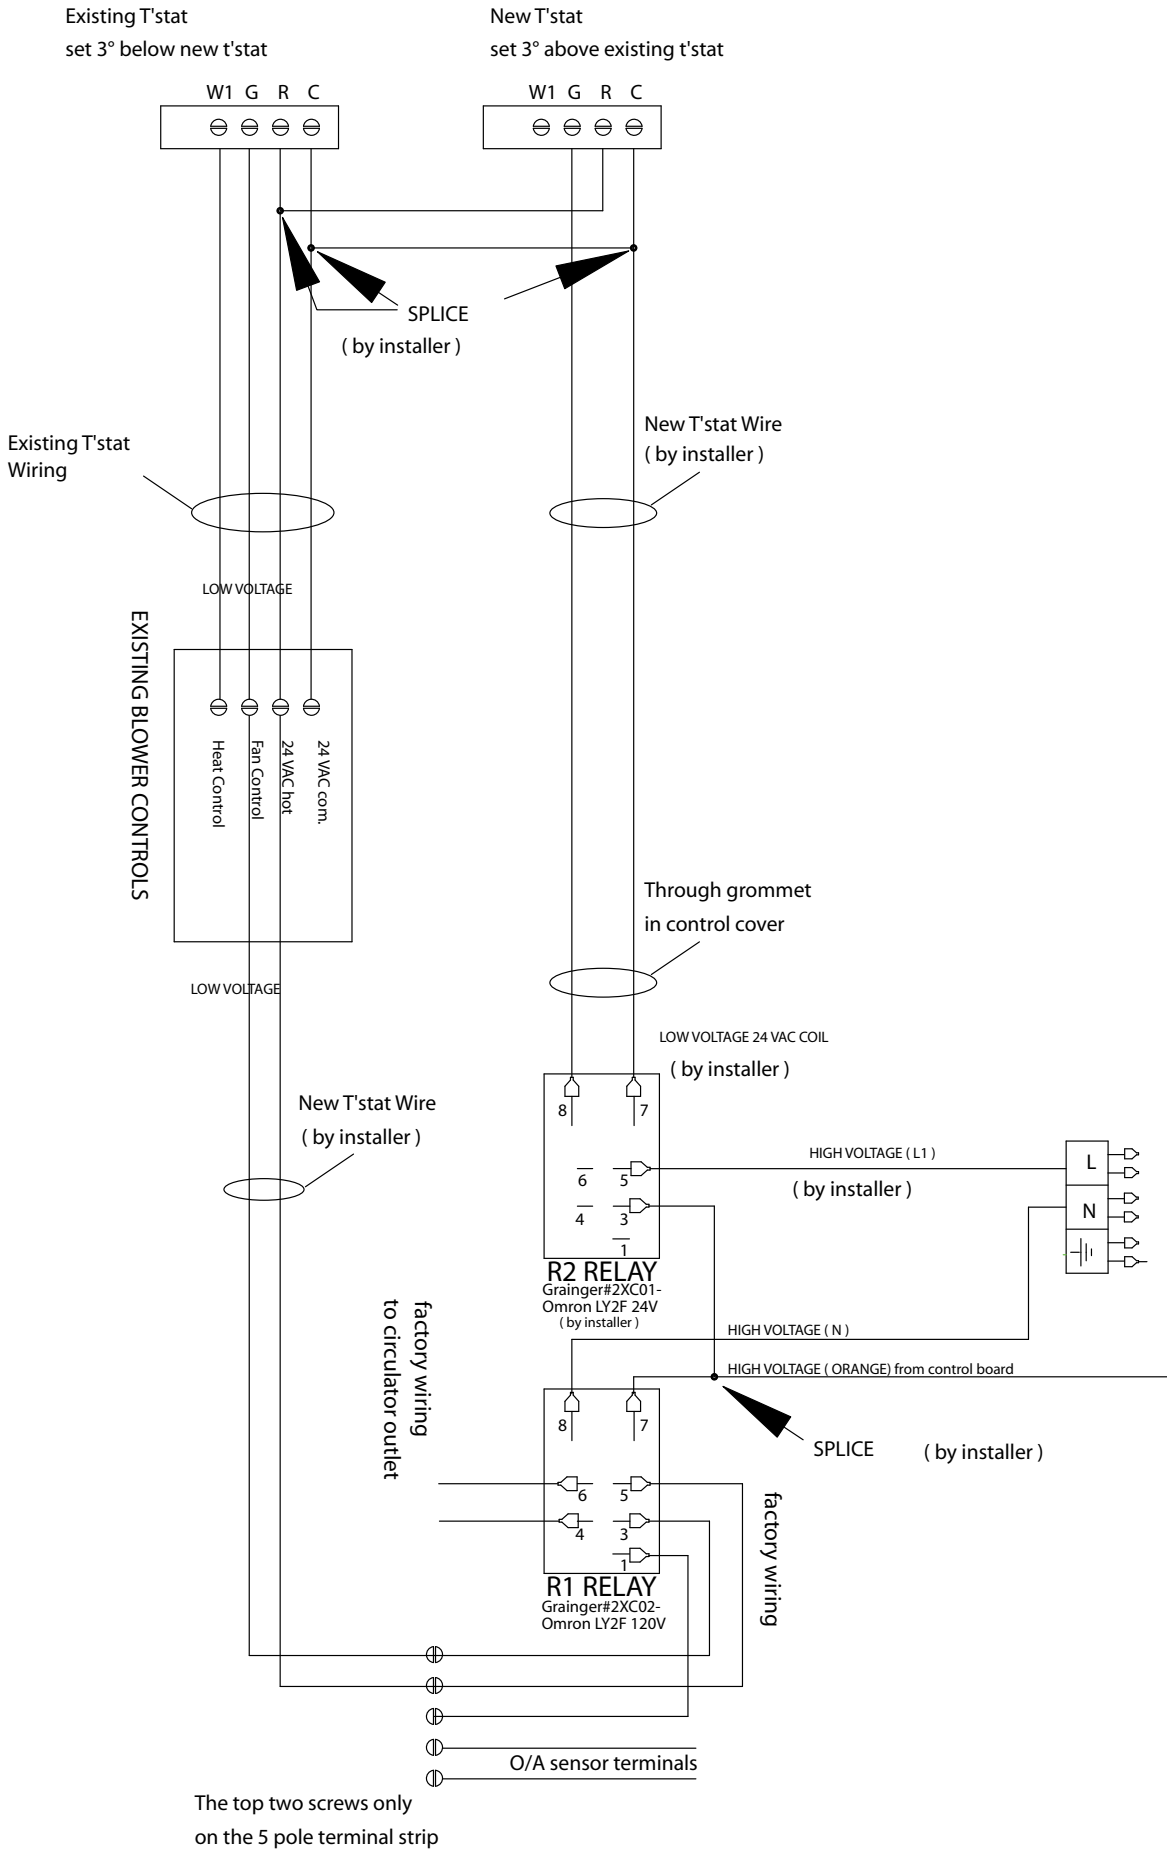 Existing T'stat
set 3° below new t'stat
New T'stat
set 3° above existing t'stat
W1 G R C
W1 G R C
SPLICE
( by installer )
Existing T'stat
Wiring
New T'stat Wire
( by installer )
LOW VOLTAGE
EXISTING BLOWER CONTROLS
Heat Control
Fan Control
24 VAC hot
24 VAC com.
Through grommet
in control cover
LOW VOLTAGE
LOW VOLTAGE 24 VAC COIL
( by installer )
New T'stat Wire
( by installer )
8 7
6 5
4 3
1
R2 RELAY
Grainger#2XC01-
Omron LY2F 24V
( by installer )
HIGH VOLTAGE ( L1 )
( by installer )
L
N
factory wiring
to circulator outlet
HIGH VOLTAGE ( N )
HIGH VOLTAGE ( ORANGE) from control board
SPLICE ( by installer )
8 7
6 5
4 3
1
R1 RELAY
Grainger#2XC02-
Omron LY2F 120V
factory wiring
O/A sensor terminals
The top two screws only
on the 5 pole terminal strip